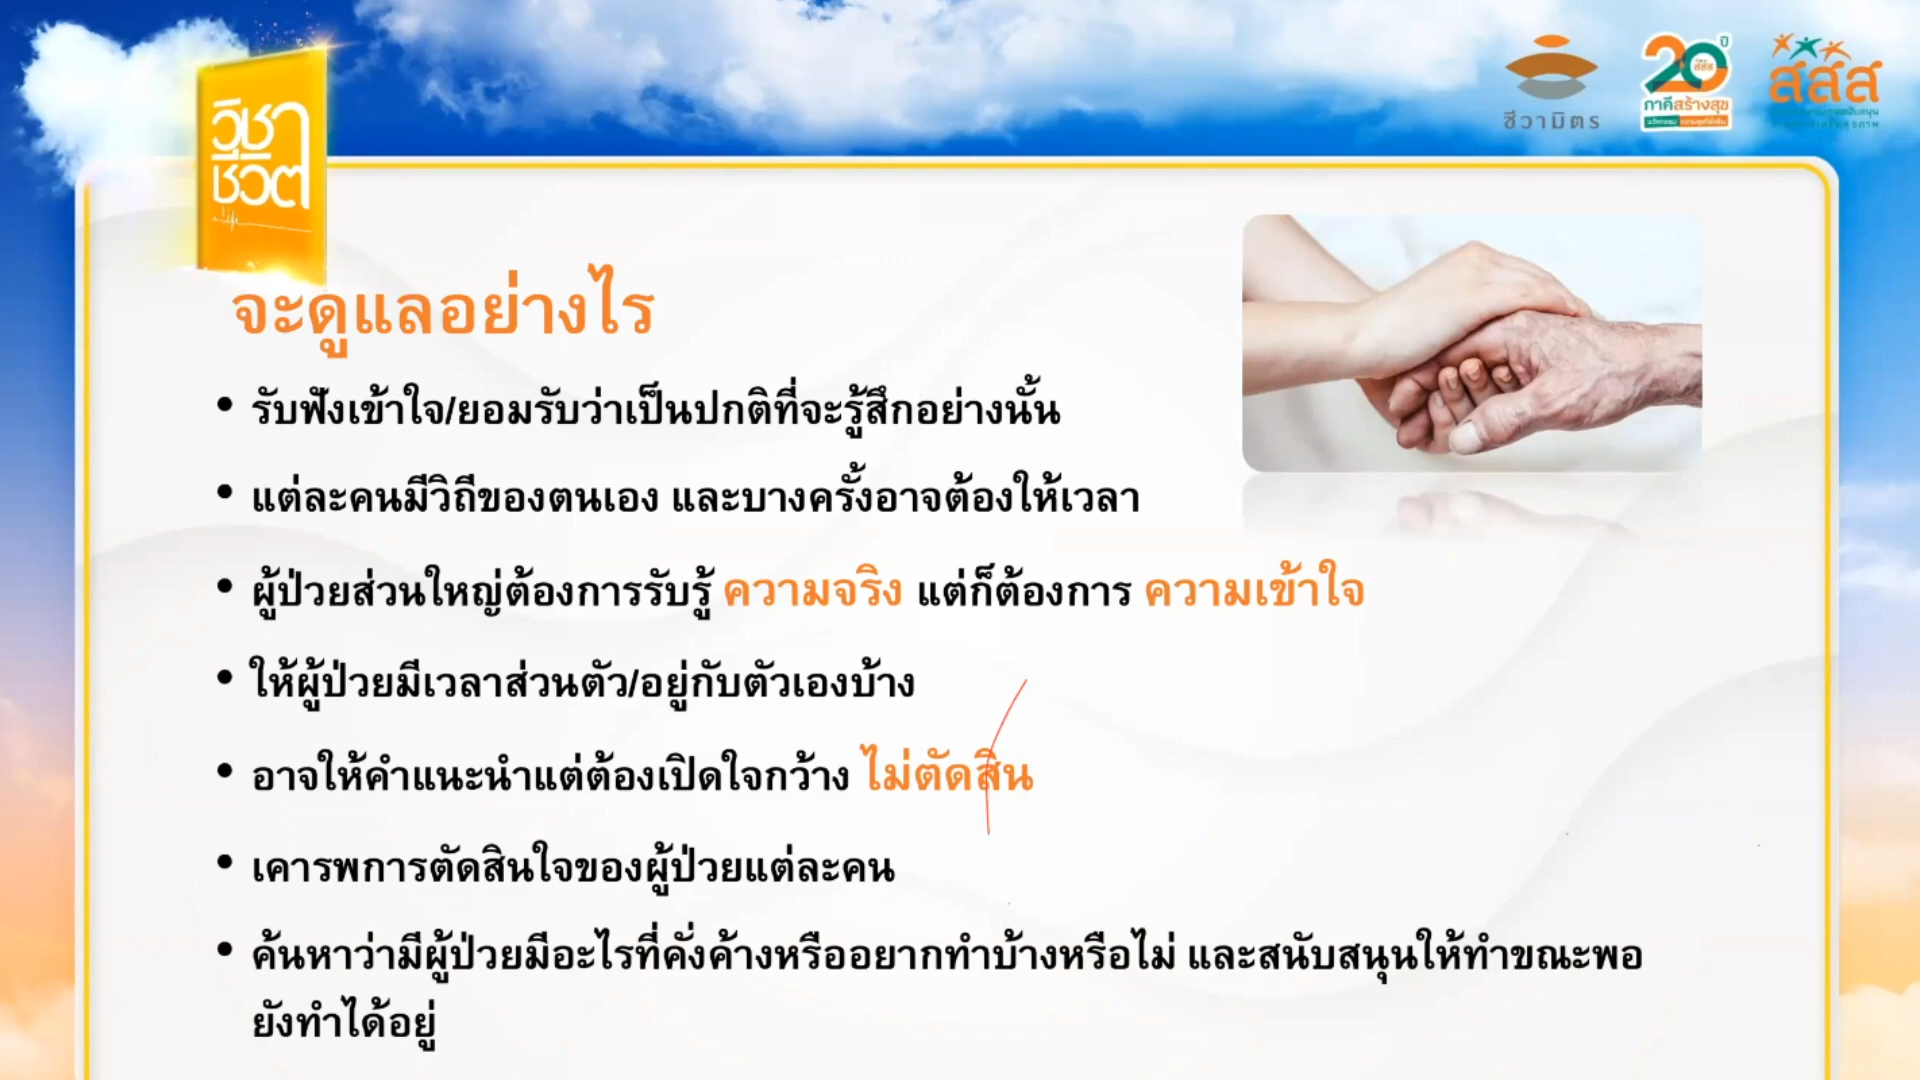 วิชา
ชีวิต
Life
ชีวามิตร
20 ปี
สสส
ภาคีสร้างสุข
สสส
จะดูแลอย่างไร
• รับฟังเข้าใจ/ยอมรับว่าเป็นปกติที่จะรู้สึกอย่างนั้น
• แต่ละคนมีวิถีของตนเอง และบางครั้งอาจต้องให้เวลา
• ผู้ป่วยส่วนใหญ่ต้องการรับรู้ ความจริง แต่ก็ต้องการ ความเข้าใจ
• ให้ผู้ป่วยมีเวลาส่วนตัว/อยู่กับตัวเองบ้าง
• อาจให้คำแนะนำแต่ต้องเปิดใจกว้าง ไม่ตัดสิน
• เคารพการตัดสินใจของผู้ป่วยแต่ละคน
• ค้นหาว่ามีผู้ป่วยมีอะไรที่คั่งค้างหรืออยากทำบ้างหรือไม่ และสนับสนุนให้ทำขณะพอ
ยังทำได้อยู่